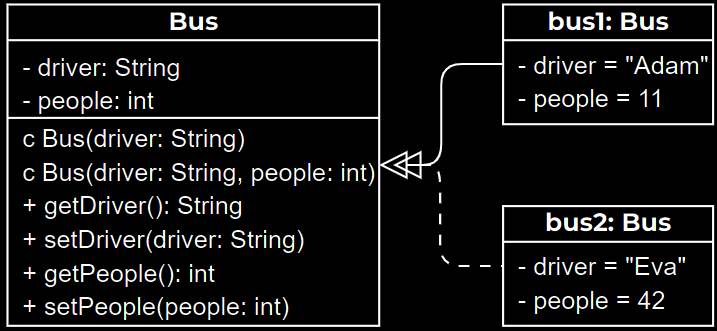 Bus
- driver: String
- people: int
c Bus(driver: String)
c Bus(driver: String, people: int)
+ getDriver(): String
+ setDriver(driver: String)
+ getPeople(): int
+ setPeople(people: int)
bus1: Bus
- driver = "Adam"
- people = 11
bus2: Bus
- driver = "Eva"
- people = 42